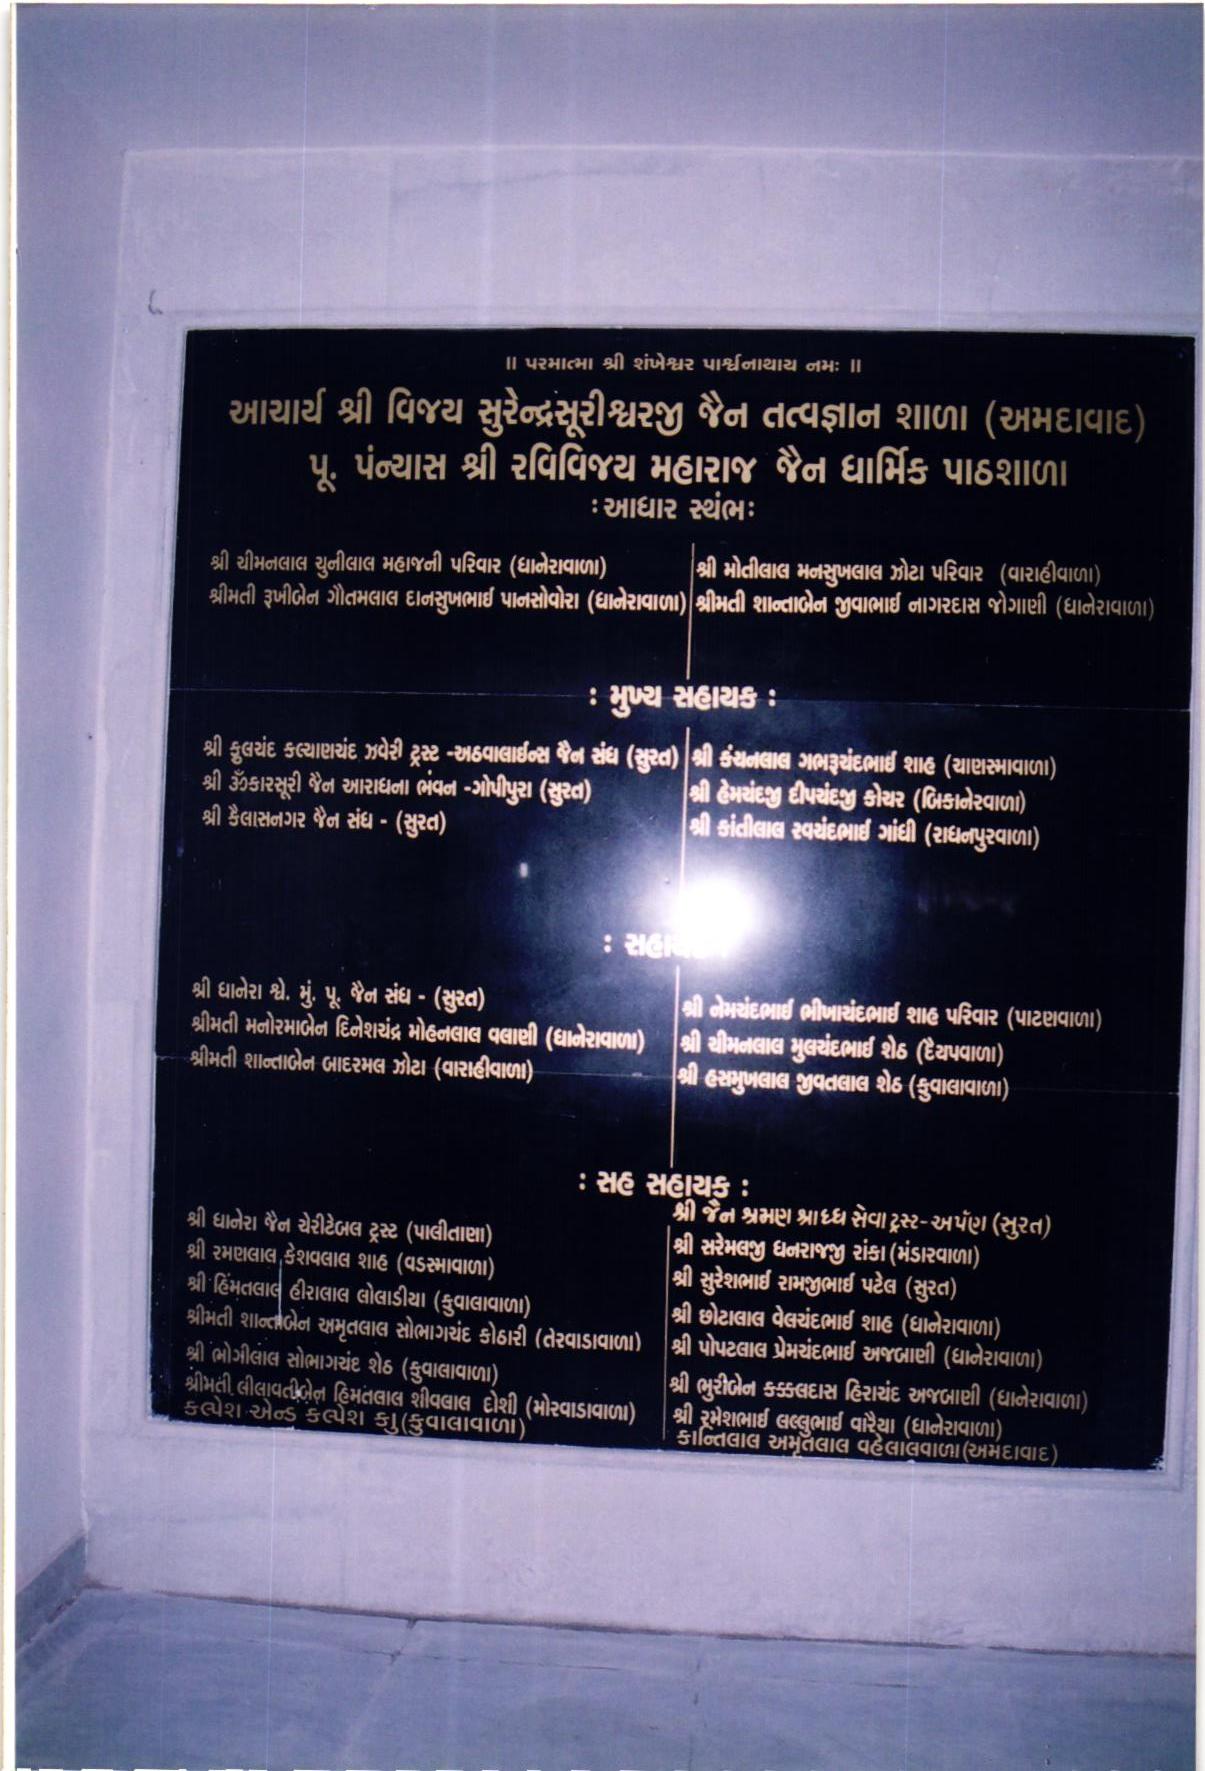 ॥ પરમાત્મા શ્રી શંખેશ્વર પાર્શ્વનાથાય નમઃ ॥
આચાર્ય શ્રી વિજય સુરેન્દ્રસૂરીશ્વરજી જૈન તત્વજ્ઞાન શાળા (અમદાવાદ)
પૂ. પંન્યાસ શ્રી રવિવિજય મહારાજ જૈન ધાર્મિક પાઠશાળા
:આધાર સ્થંભ:
શ્રી ચીમનલાલ ચુનીલાલ મહાજની પરિવાર (ધાનેરાવાળા)
શ્રીમતી રુખીબેન ગૌતમલાલ દાનસુખભાઈ પાનસોવોરા (ધાનેરાવાળા)
શ્રી મોતીલાલ મનસુખલાલ ઝોટા પરિવાર (વારાહીવાળા)
શ્રીમતી શાન્તાબેન જીવાભાઈ નાગરદાસ જોગાણી (ધાનેરાવાળા)
: મુખ્ય સહાયક :
શ્રી ફુલચંદ કલ્યાણચંદ ઝવેરી ટ્રસ્ટ -અઠવાલાઈન્સ જૈન સંઘ (સુરત)
શ્રી ૐકારસૂરી જૈન આરાધના ભંવન -ગોપીપુરા (સુરત)
શ્રી કૈલાસનગર જૈન સંઘ - (સુરત)
શ્રી કંચનલાલ ગભરૂચંદભાઈ શાહ (ચાણસ્માવાળા)
શ્રી હેમચંદજી દીપચંદજી કોચર (બિકાનેરવાળા)
શ્રી કાંતીલાલ રવચંદભાઈ ગાંધી (રાધનપુરવાળા)
: સહાયક
શ્રી ધાનેરા શ્વે. મું. પૂ. જૈન સંઘ - (સુરત)
શ્રીમતી મનોરમાબેન દિનેશચંદ્ર મોહનલાલ વલાણી (ધાનેરાવાળા)
શ્રીમતી શાન્તાબેન બાદરમલ ઝોટા (વારાહીવાળા)
શ્રી નેમચંદભાઈ ભીખાચંદભાઈ શાહ પરિવાર (પાટણવાળા)
શ્રી ચીમનલાલ મુલચંદભાઈ શેઠ (દૈયપવાળા)
શ્રી હસમુખલાલ જીવતલાલ શેઠ (કુવાલાવાળા)
: સહ સહાયક :
શ્રી ધાનેરા જૈન ચેરીટેબલ ટ્રસ્ટ (પાલીતાણા)
શ્રી રમણલાલ કેશવલાલ શાહ (વડસ્માવાળા)
શ્રી હિંમતલાલ હીરાલાલ લોલાડીયા (કુવાલાવાળા)
શ્રીમતી શાન્તાબેન અમૃતલાલ સોભાગચંદ કોઠારી (તેરવાડાવાળા)
શ્રી ભોગીલાલ સોભાગચંદ શેઠ (કુવાલાવાળા)
શ્રીમતી લીલાવતીબેન હિમતલાલ શીવલાલ દોશી (મોરવાડાવાળા)
કલ્પેશ એન્ડ કલ્પેશ કું(કુવાલાવાળા)
શ્રી જૈન શ્રમણ શ્રાધ્ધ સેવા ટ્રસ્ટ-અર્પણ (સુરત)
શ્રી સરેમલજી ધનરાજજી રાંકા (મંડારવાળા)
શ્રી સુરેશભાઈ રામજીભાઈ પટેલ (સુરત)
શ્રી છોટાલાલ વેલચંદભાઈ શાહ (ધાનેરાવાળા)
શ્રી પોપટલાલ પ્રેમચંદભાઈ અજબાણી (ધાનેરાવાળા)
શ્રી ભુરીબેન કક્કલદાસ હિરાચંદ અજબાણી (ધાનેરાવાળા)
શ્રી રમેશભાઈ લલ્લુભાઈ વારૈયા (ધાનેરાવાળા)
કાન્તિલાલ અમૃતલાલ વહેલાલવાળા(અમદાવાદ)